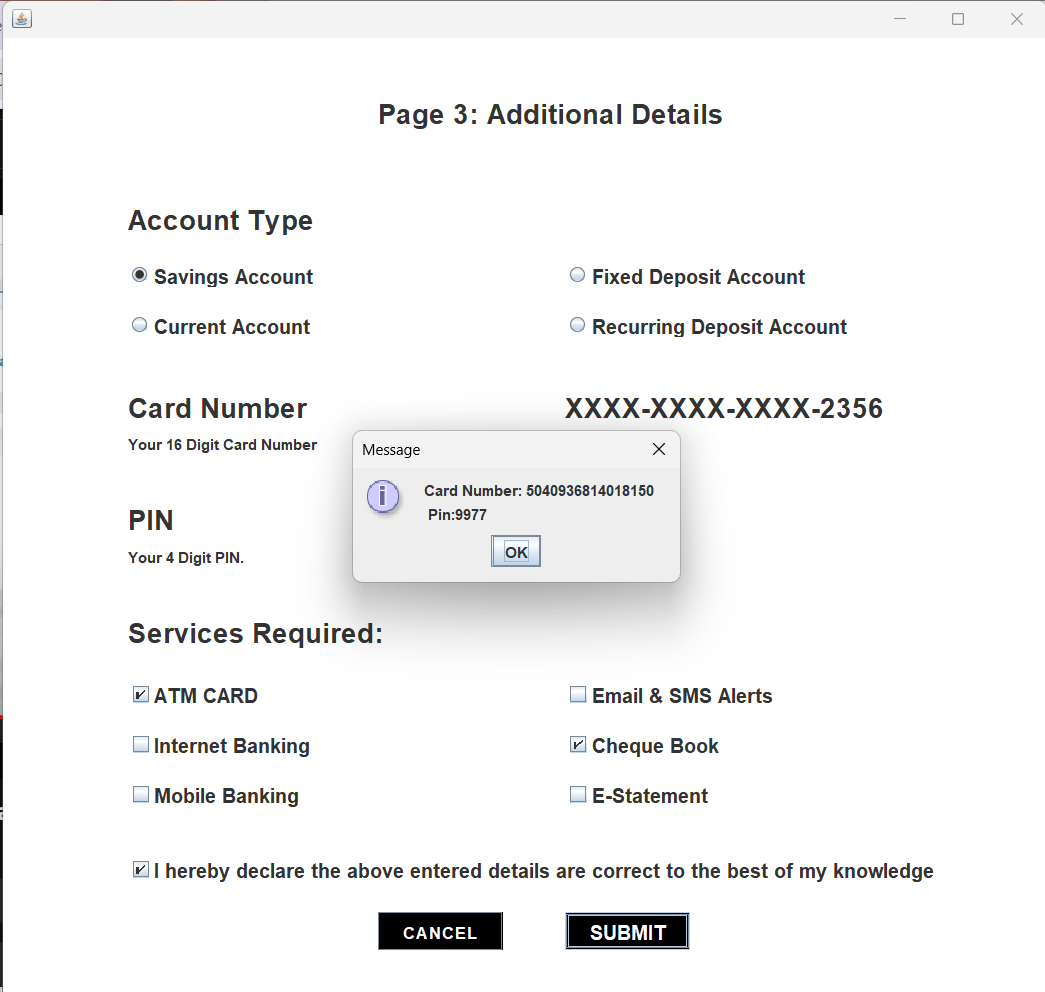 Page 3: Additional Details
Account Type
Savings Account
Fixed Deposit Account
Current Account
Recurring Deposit Account
Card Number
XXXX-XXXX-XXXX-2356
Your 16 Digit Card Number
Message
Card Number: 5040936814018150
Pin:9977
OK
PIN
Your 4 Digit PIN.
Services Required:
ATM CARD
Email & SMS Alerts
Internet Banking
Cheque Book
Mobile Banking
E-Statement
I hereby declare the above entered details are correct to the best of my knowledge
CANCEL
SUBMIT